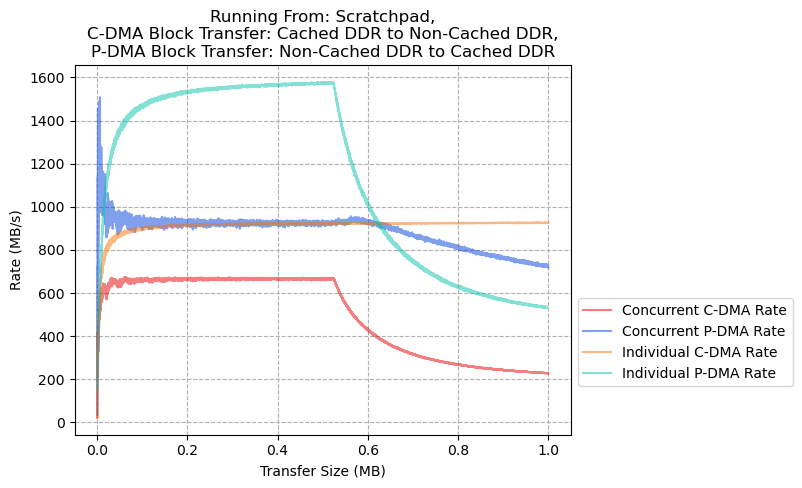 Running From: Scratchpad,
C-DMA Block Transfer: Cached DDR to Non-Cached DDR,
P-DMA Block Transfer: Non-Cached DDR to Cached DDR
1600
1400
1200
1000
800
600
400
200
0
Rate (MB/s)
0.0 0.2 0.4 0.6 0.8 1.0
Transfer Size (MB)
Concurrent C-DMA Rate
Concurrent P-DMA Rate
Individual C-DMA Rate
Individual P-DMA Rate